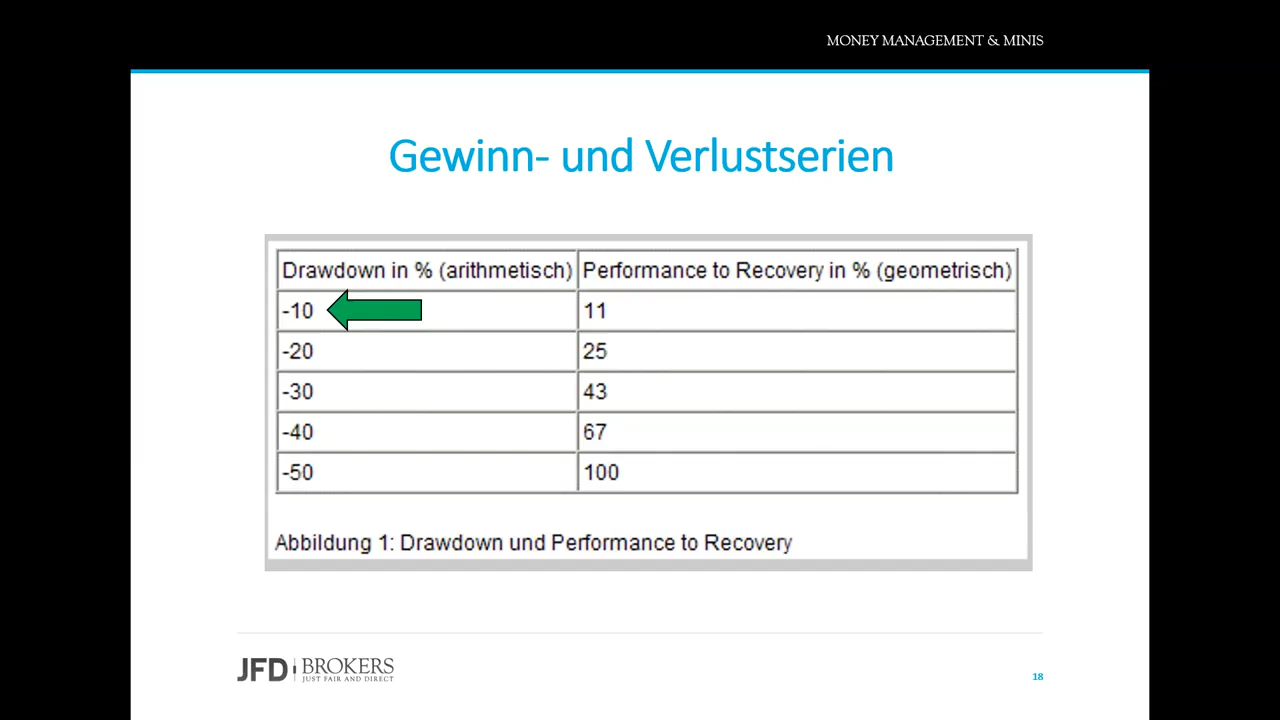 MONEY MANAGEMENT & MINIS
Gewinn- und Verlustserien
Drawdown in % (arithmetisch) Performance to Recovery in % (geometrisch)
-10 11
-20 25
-30 43
-40 67
-50 100
Abbildung 1: Drawdown und Performance to Recovery
JFD BROKERS
JUST FAIR AND DIRECT
18